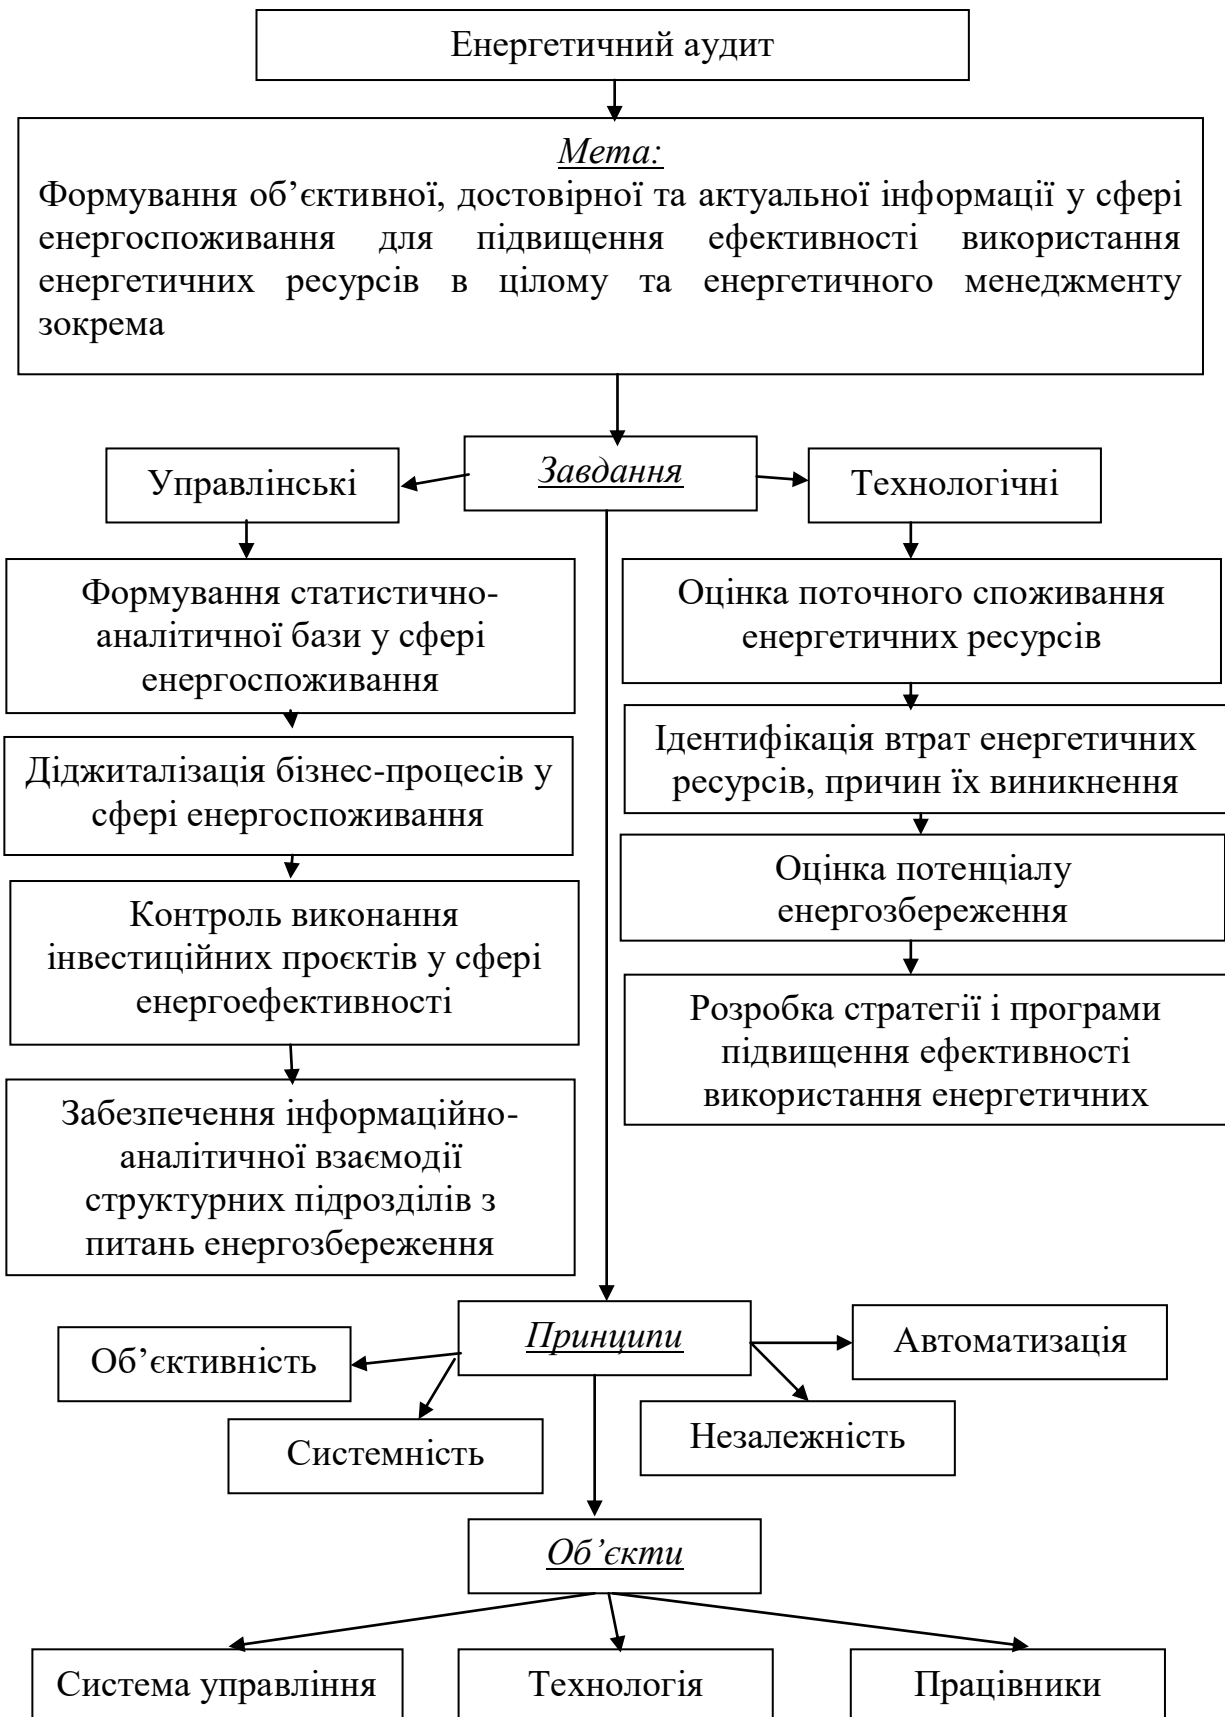 Енергетичний аудит
Мета:
Формування об’єктивної, достовірної та актуальної інформації у сфері
енергоспоживання для підвищення ефективності використання
енергетичних ресурсів в цілому та енергетичного менеджменту
зокрема
Завдання
Управлінські
Технологічні
Формування статистично-
аналітичної бази у сфері
енергоспоживання
Діджиталізація бізнес-процесів у
сфері енергоспоживання
Контроль виконання
інвестиційних проєктів у сфері
енергоефективності
Забезпечення інформаційно-
аналітичної взаємодії
структурних підрозділів з
питань енергозбереження
Оцінка поточного споживання
енергетичних ресурсів
Ідентифікація втрат енергетичних
ресурсів, причин їх виникнення
Оцінка потенціалу
енергозбереження
Розробка стратегії і програми
підвищення ефективності
використання енергетичних
Принципи
Об’єктивність
Системність
Автоматизація
Незалежність
Об’єкти
Система управління
Технологія
Працівники